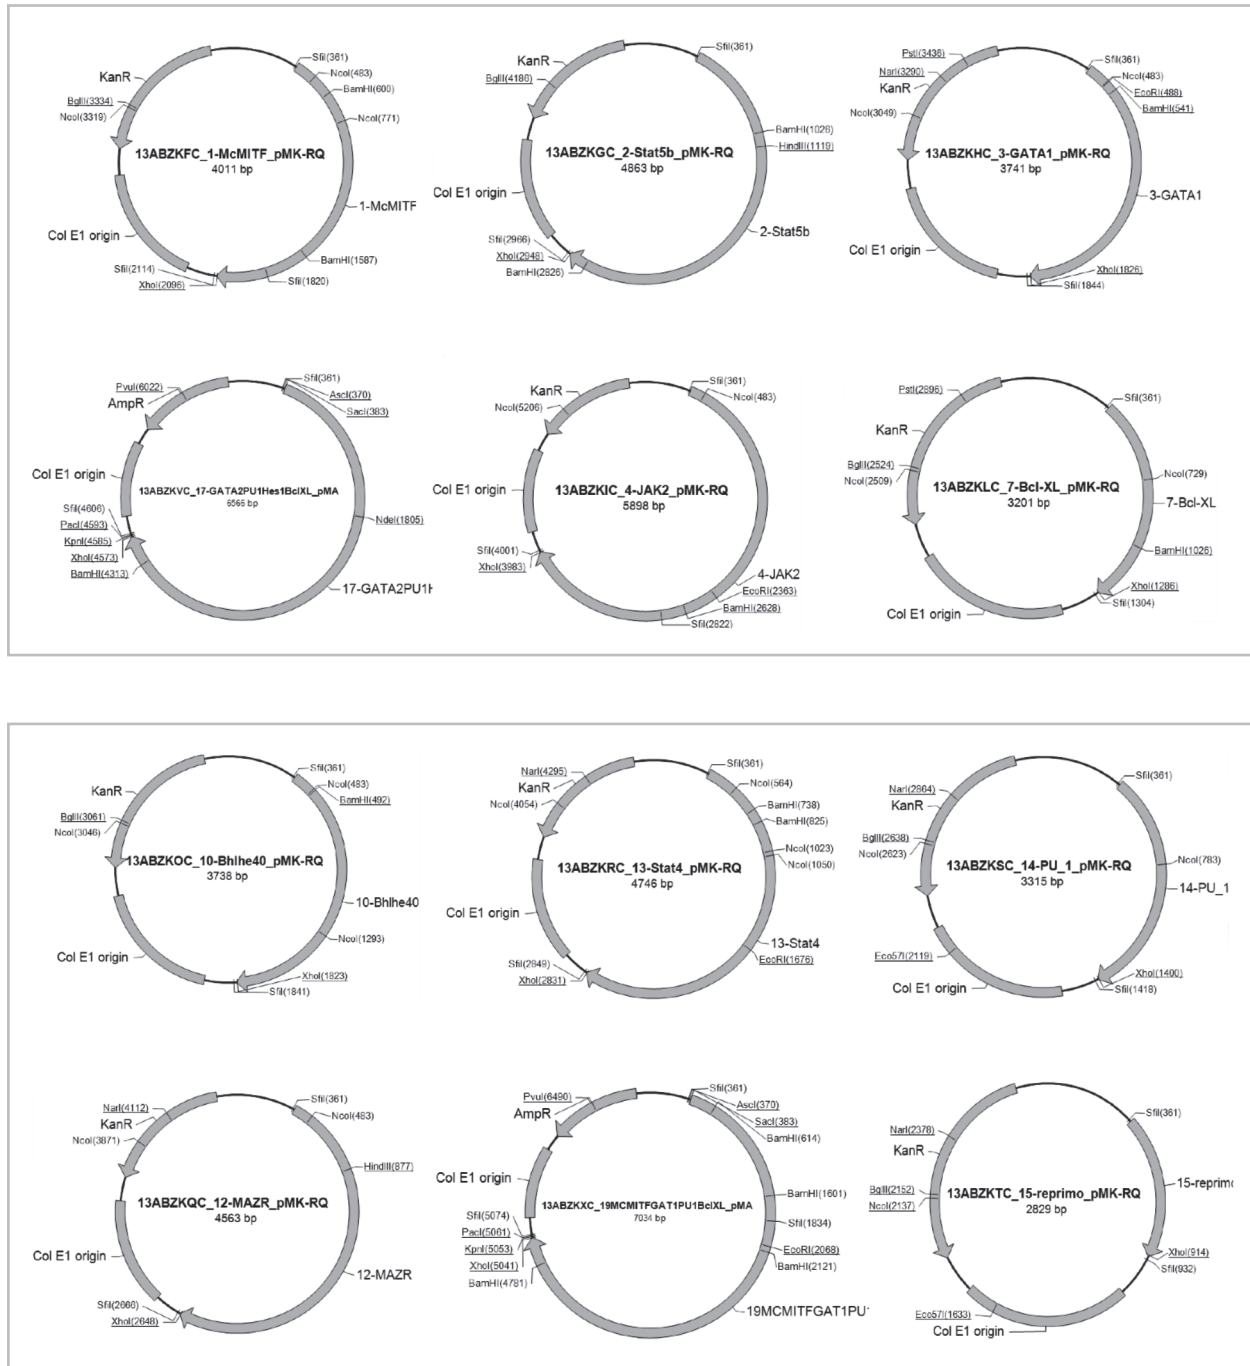 SfiI(361)
NcoI(483)
BamHI(600)
NcoI(771)
1-McMITF
BamHI(1587)
SfiI(1820)
XhoI(2096)
SfiI(2114)
Col E1 origin
NcoI(3319)
BglII(3334)
KanR
13ABZKFC_1-McMITF_pMK-RQ
4011 bp
SfiI(361)
BamHI(1026)
HindIII(1119)
2-Stat5b
BamHI(2826)
XhoI(2948)
SfiI(2966)
Col E1 origin
BglII(4186)
KanR
13ABZKGC_2-Stat5b_pMK-RQ
4863 bp
SfiI(361)
NcoI(483)
EcoRI(488)
BamHI(541)
3-GATA1
XhoI(1826)
SfiI(1844)
Col E1 origin
NcoI(3049)
KanR
NarI(3290)
PstI(3436)
13ABZKHC_3-GATA1_pMK-RQ
3741 bp
SfiI(361)
AscI(370)
SacI(383)
NdeI(1805)
17-GATA2PU1H
BamHI(4313)
XhoI(4573)
KpnI(4585)
PacI(4593)
SfiI(4606)
Col E1 origin
AmpR
PvuI(6022)
13ABZKVC_17-GATA2PU1Hes1BclXL_pMA
6566 bp
SfiI(361)
NcoI(483)
4-JAK2
EcoRI(2363)
BamHI(2628)
SfiI(2822)
XhoI(3983)
SfiI(4001)
Col E1 origin
NcoI(5206)
KanR
13ABZKIC_4-JAK2_pMK-RQ
5898 bp
SfiI(361)
NcoI(729)
7-Bcl-XL
BamHI(1026)
XhoI(1286)
SfiI(1304)
Col E1 origin
NcoI(2509)
BglII(2524)
KanR
PstI(2896)
13ABZKLC_7-Bcl-XL_pMK-RQ
3201 bp
SfiI(361)
NcoI(483)
BamHI(492)
10-Bhlhe40
NcoI(1293)
XhoI(1823)
SfiI(1841)
Col E1 origin
NcoI(3046)
BglII(3061)
KanR
13ABZKOC_10-Bhlhe40_pMK-RQ
3738 bp
SfiI(361)
NcoI(564)
BamHI(738)
BamHI(825)
NcoI(1023)
NcoI(1050)
13-Stat4
EcoRI(1676)
XhoI(2831)
SfiI(2849)
Col E1 origin
NcoI(4054)
KanR
NarI(4295)
13ABZKRC_13-Stat4_pMK-RQ
4746 bp
SfiI(361)
NcoI(783)
14-PU_1
XhoI(1400)
SfiI(1418)
Col E1 origin
Eco57I(2119)
NcoI(2623)
BglII(2638)
KanR
NarI(2864)
13ABZKSC_14-PU_1_pMK-RQ
3315 bp
SfiI(361)
NcoI(483)
HindIII(877)
12-MAZR
XhoI(2648)
SfiI(2666)
Col E1 origin
NcoI(3871)
KanR
NarI(4112)
13ABZKQC_12-MAZR_pMK-RQ
4563 bp
SfiI(361)
AscI(370)
SacI(383)
BamHI(614)
BamHI(1601)
SfiI(1834)
EcoRI(2068)
BamHI(2121)
19MCMITFGAT1PU
BamHI(4781)
XhoI(5041)
KpnI(5053)
PacI(5061)
SfiI(5074)
Col E1 origin
AmpR
PvuI(6490)
13ABZKXC_19MCMITFGAT1PU1BclXL_pMA
7034 bp
SfiI(361)
15-reprimo
XhoI(914)
SfiI(932)
Col E1 origin
Eco57I(1633)
NcoI(2137)
BglII(2152)
KanR
NarI(2378)
13ABZKTC_15-reprimo_pMK-RQ
2829 bp